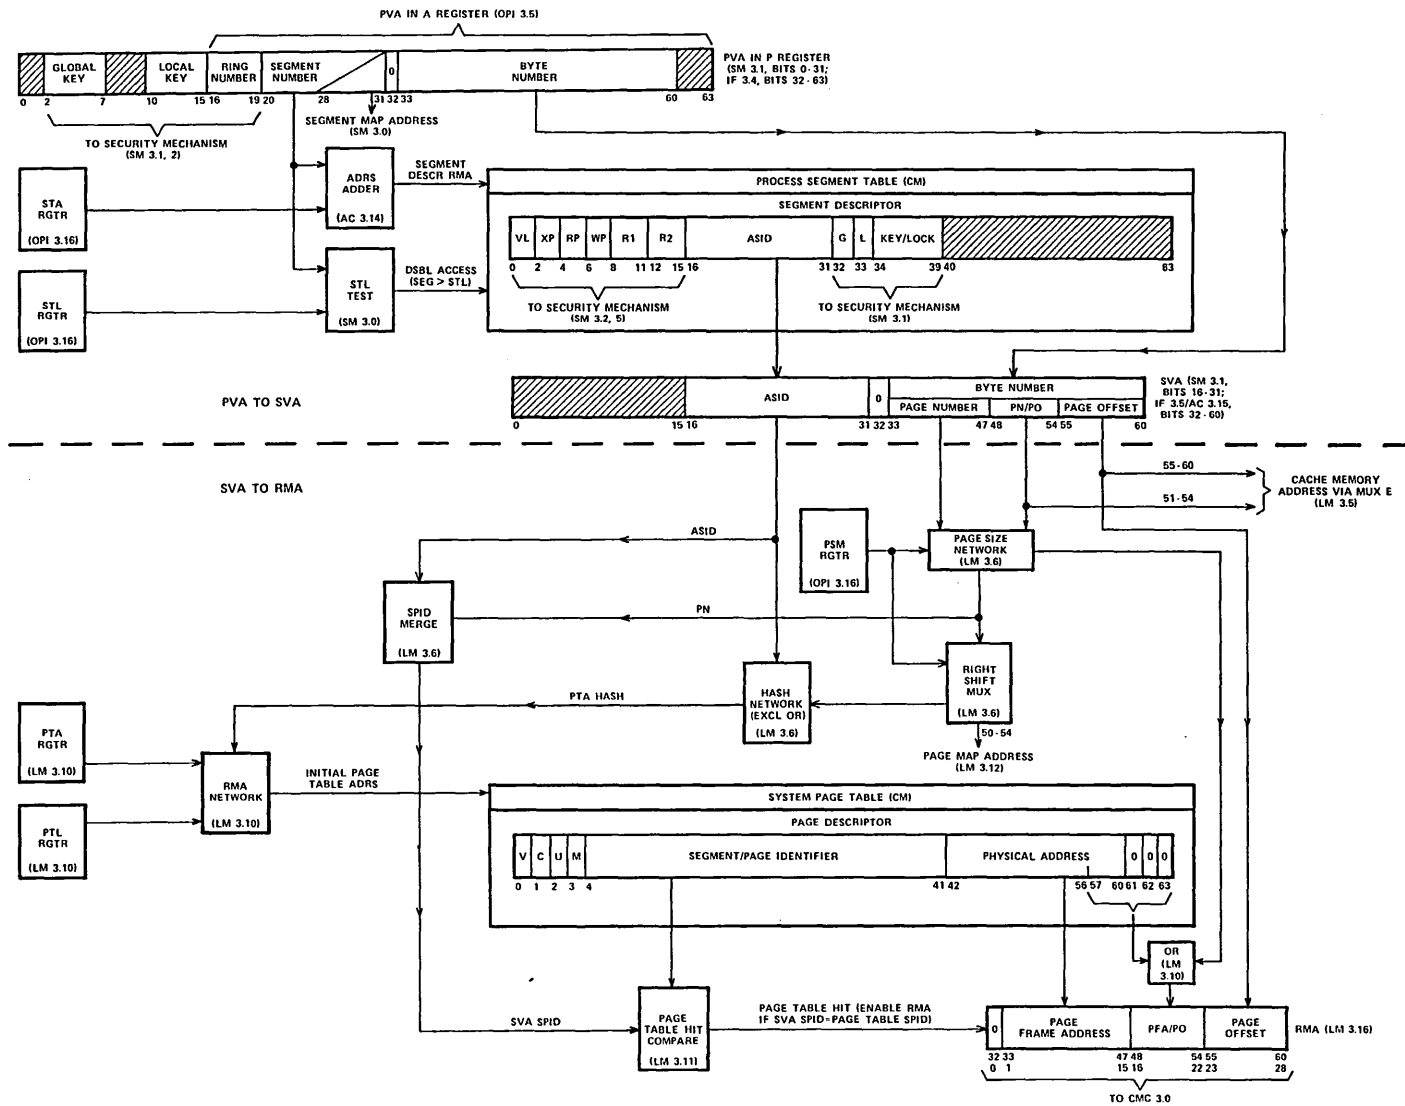 PVA IN A REGISTER (OPI 3.5)
GLOBAL KEY
LOCAL KEY
RING NUMBER
SEGMENT NUMBER
0
BYTE NUMBER
PVA IN P REGISTER
(SM 3.1, BITS 0-31;
IF 3.4, BITS 32-63)
0 2 7 10 15 16 19 20 28 31 32 33 60 63
SEGMENT MAP ADDRESS
(SM 3.0)
TO SECURITY MECHANISM
(SM 3.1, 2)
STA
RGTR
(OPI 3.16)
ADRS
ADDER
(AC 3.14)
SEGMENT
DESCR RMA
STL
RGTR
(OPI 3.16)
STL
TEST
(SM 3.0)
DSBL ACCESS
(SEG > STL)
PROCESS SEGMENT TABLE (CM)
SEGMENT DESCRIPTOR
VL XP RP WP R1 R2 ASID G L KEY/LOCK
0 2 4 6 8 11 12 15 16 31 32 33 34 39 40 63
TO SECURITY MECHANISM
(SM 3.2, 5)
TO SECURITY MECHANISM
(SM 3.1)
PVA TO SVA
ASID
0
BYTE NUMBER
PAGE NUMBER PN/PO PAGE OFFSET
0 15 16 31 32 33 47 48 54 55 60
SVA (SM 3.1,
BITS 16-31;
IF 3.5/AC 3.15,
BITS 32-60)
SVA TO RMA
55-60
51-54
CACHE MEMORY
ADDRESS VIA MUX E
(LM 3.5)
ASID
PSM
RGTR
(OPI 3.16)
PAGE SIZE
NETWORK
(LM 3.6)
SPID
MERGE
(LM 3.6)
PN
RIGHT
SHIFT
MUX
(LM 3.6)
HASH
NETWORK
(EXCL OR)
(LM 3.6)
PTA HASH
50-54
PAGE MAP ADDRESS
(LM 3.12)
PTA
RGTR
(LM 3.10)
PTL
RGTR
(LM 3.10)
RMA
NETWORK
(LM 3.10)
INITIAL PAGE
TABLE ADRS
SYSTEM PAGE TABLE (CM)
PAGE DESCRIPTOR
V C U M SEGMENT/PAGE IDENTIFIER PHYSICAL ADDRESS 0 0 0
0 1 2 3 4 41 42 56 57 60 61 62 63
OR
(LM
3.10)
SVA SPID
PAGE
TABLE HIT
COMPARE
(LM 3.11)
PAGE TABLE HIT (ENABLE RMA
IF SVA SPID=PAGE TABLE SPID)
0
PAGE
FRAME ADDRESS
PFA/PO
PAGE
OFFSET
RMA (LM 3.16)
32 33 47 48 54 55 60
0 1 15 16 22 23 28
TO CMC 3.0